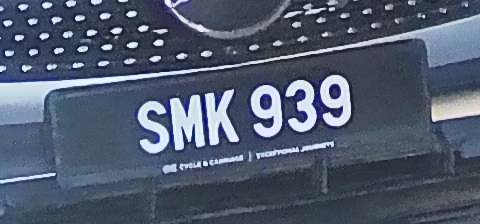 SMK 939
CYCLE & CARRIAGE | EXCEPTIONAL JOURNEYS